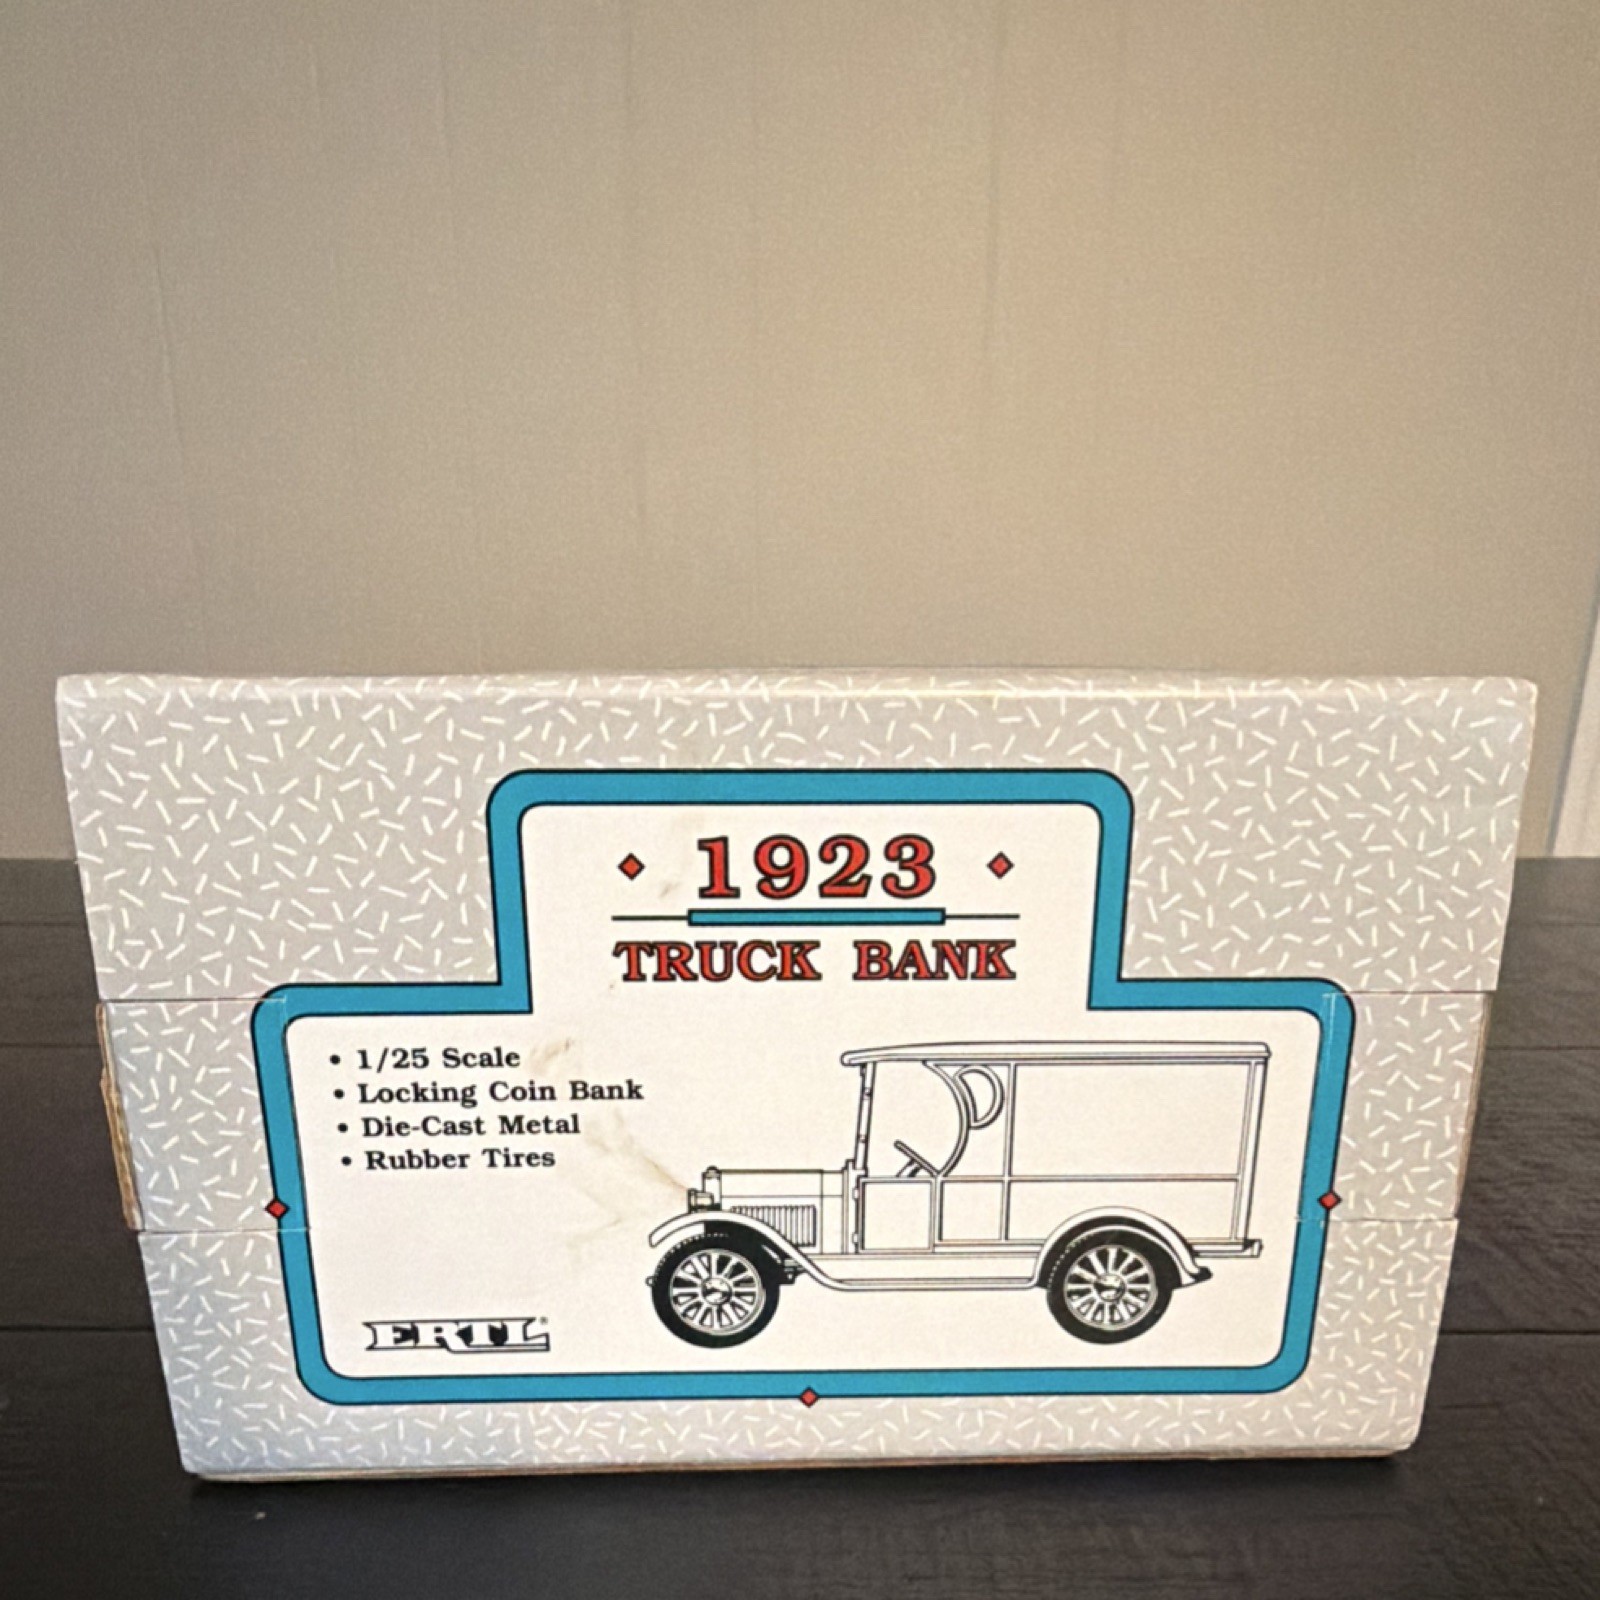 1923
TRUCK BANK
• 1/25 Scale
• Locking Coin Bank
• Die-Cast Metal
• Rubber Tires
ERTL®